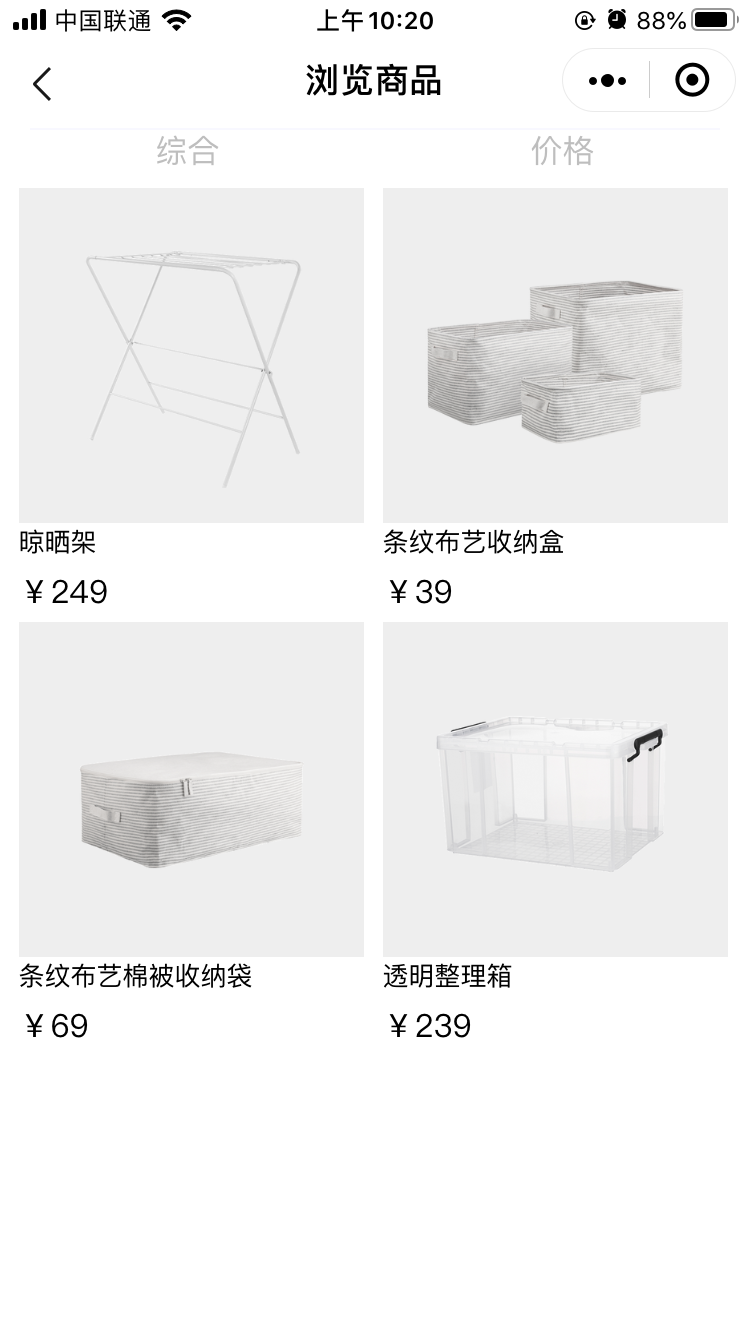 中国联通 上午10:20 88%
浏览商品
综合 价格
晾晒架 条纹布艺收纳盒
￥249 ￥39
条纹布艺棉被收纳袋 透明整理箱
￥69 ￥239